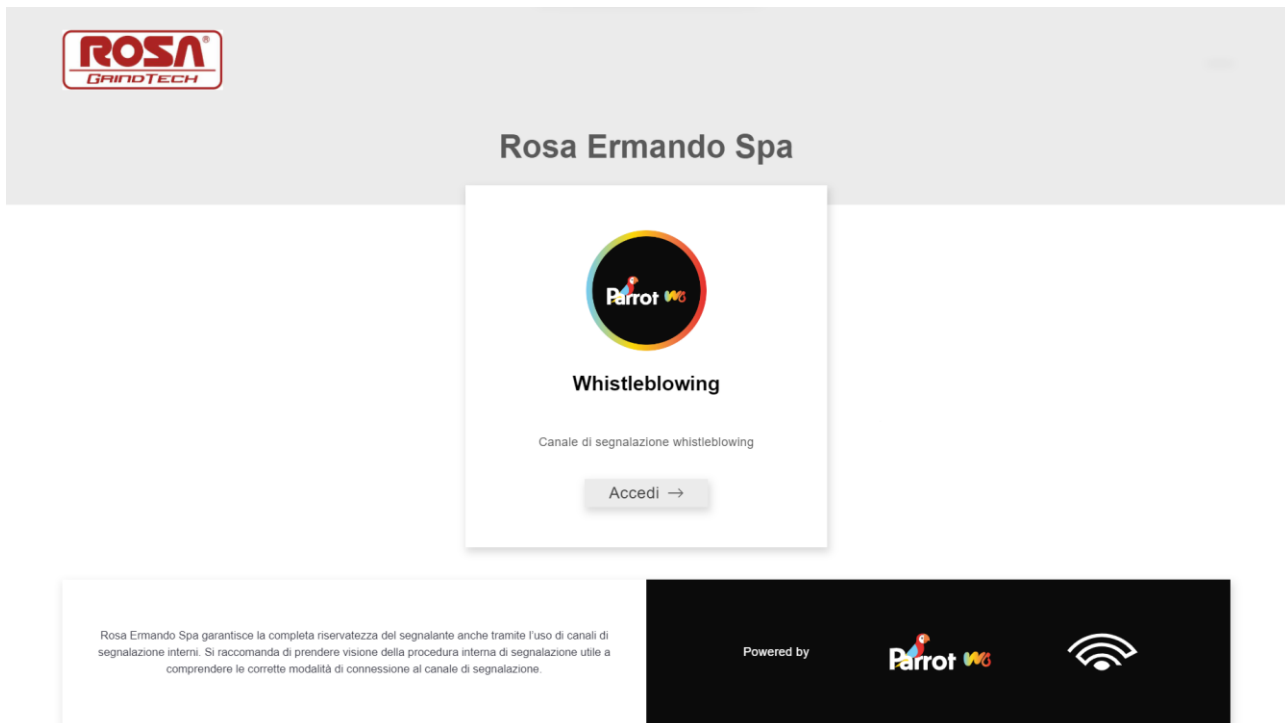 ROSA®
GRINDTECH
Rosa Ermando Spa
Parrot WB
Whistleblowing
Canale di segnalazione whistleblowing
Accedi →
Rosa Ermando Spa garantisce la completa riservatezza del segnalante anche tramite l'uso di canali di
segnalazione interni. Si raccomanda di prendere visione della procedura interna di segnalazione utile a
comprendere le corrette modalità di connessione al canale di segnalazione.
Powered by
Parrot WB